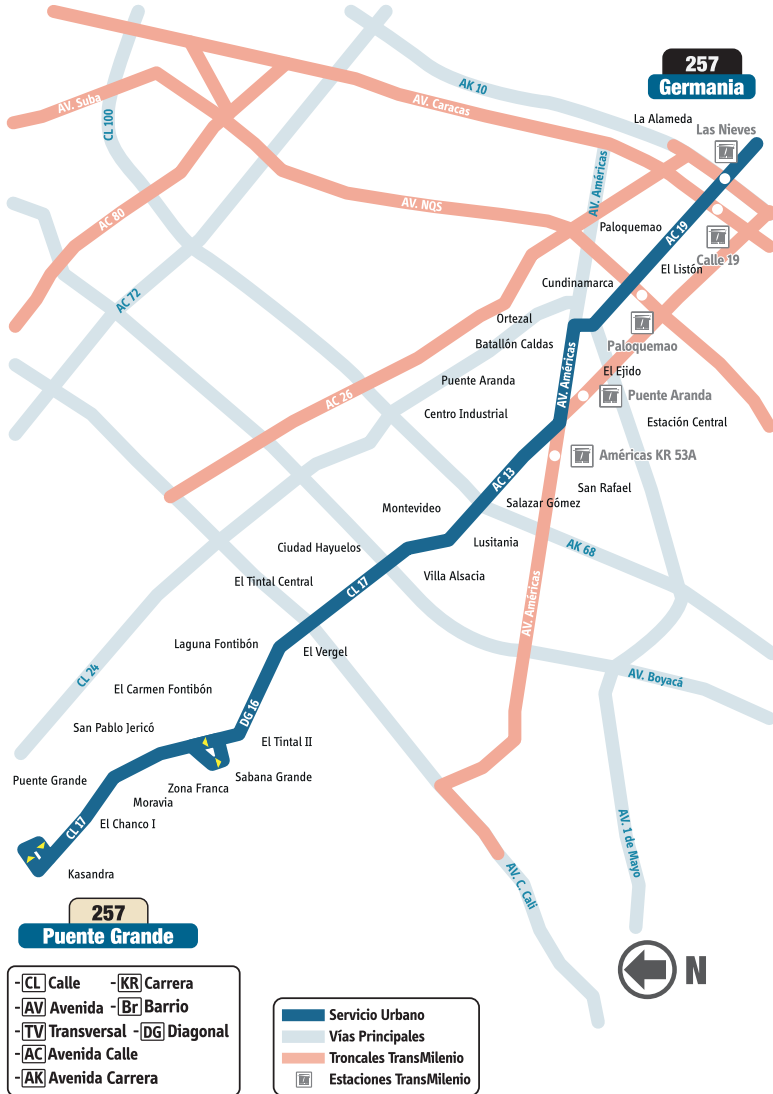 257
Germania
AK 10
La Alameda
Las Nieves
AV. Suba
AV. Caracas
CL 100
AV. Américas
AC 80
AV. NQS
Paloquemao
AC 19
Calle 19
El Listón
Cundinamarca
AC 72
Ortezal
Batallón Caldas
Paloquemao
AV. Américas
El Ejido
Puente Aranda
Puente Aranda
AC 26
Centro Industrial
Estación Central
Américas KR 53A
AC 13
San Rafael
Salazar Gómez
Montevideo
Lusitania
AK 68
Ciudad Hayuelos
Villa Alsacia
El Tintal Central
CL 17
AV. Américas
Laguna Fontibón
El Vergel
CL 24
AV. Boyacá
El Carmen Fontibón
DG 16
San Pablo Jericó
El Tintal II
Sabana Grande
Puente Grande
Zona Franca
Moravia
El Chanco I
CL 17
AV. 1 de Mayo
Kasandra
AV. C. Cali
257
Puente Grande
N
- CL Calle - KR Carrera
- AV Avenida - Br Barrio
- TV Transversal - DG Diagonal
- AC Avenida Calle
- AK Avenida Carrera
Servicio Urbano
Vías Principales
Troncales TransMilenio
Estaciones TransMilenio